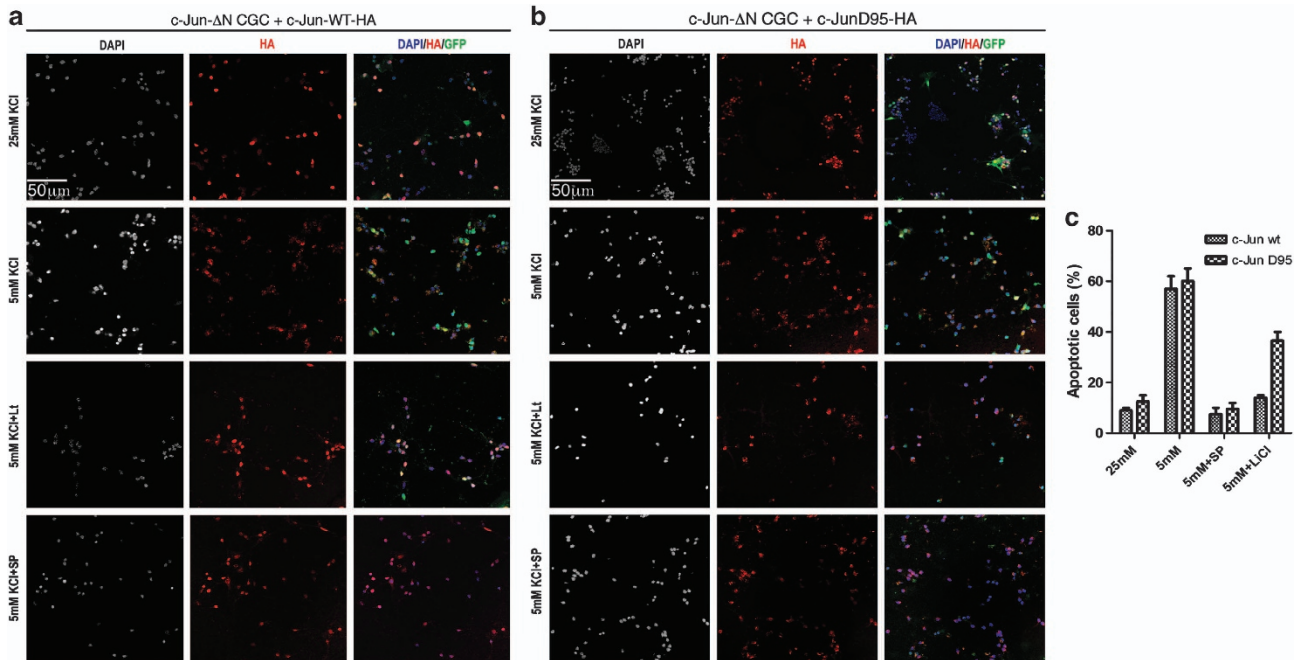 a
c-Jun-ΔN CGC + c-Jun-WT-HA
DAPI
HA
DAPI/HA/GFP
25mM KCl
50µm
5mM KCl
5mM KCl+Lt
5mM KCl+SP
b
c-Jun-ΔN CGC + c-JunD95-HA
DAPI
HA
DAPI/HA/GFP
25mM KCl
50µm
5mM KCl
5mM KCl+Lt
5mM KCl+SP
c
c-Jun wt
c-Jun D95
Apoptotic cells (%)
80
60
40
20
0
25mM
5mM
5mM+SP
5mM+LiCl